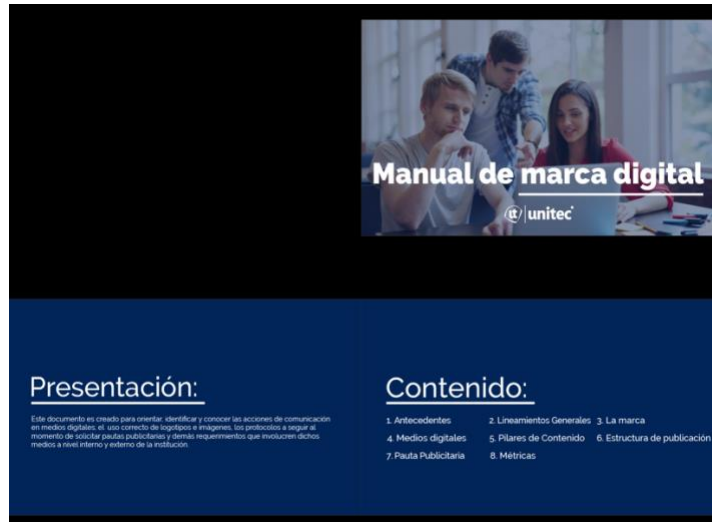 Manual de marca digital
ut unitec
Presentación:
Este documento es creado para orientar, identificar y conocer las acciones de comunicación
en medios digitales, el. uso correcto de logotipos e imágenes, los protocolos a seguir al
momento de solicitar pautas publicitarias y demás requerimientos que involucren dichos
medios a nivel interno y externo de la institución.
Contenido:
1. Antecedentes 2. Lineamientos Generales 3. La marca
4. Medios digitales 5. Pilares de Contenido 6. Estructura de publicación
7. Pauta Publicitaria 8. Métricas